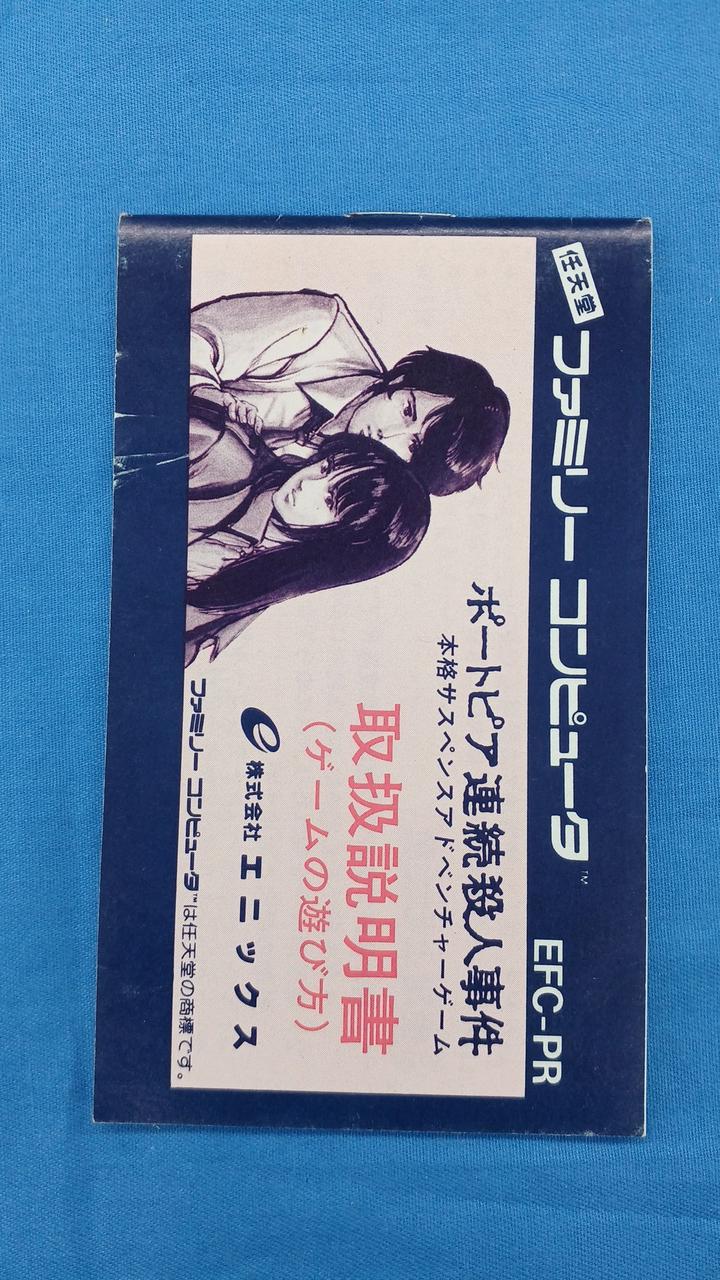 任天堂
ファミリー コンピュータ™
EFC-PR
ポートピア連続殺人事件
本格サスペンスアドベンチャーゲーム
取扱説明書
(ゲームの遊び方)
e 株式会社 エニックス
ファミリー コンピュータ™は任天堂の商標です。